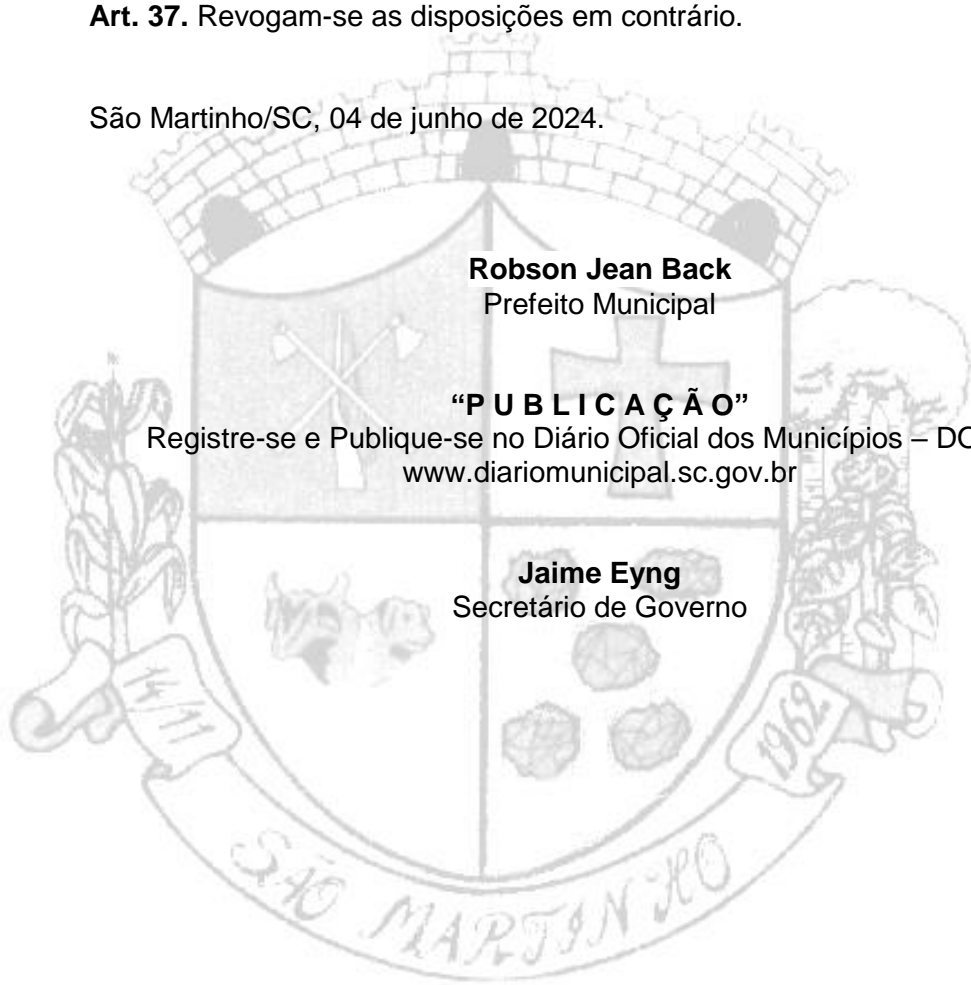 Art. 37. Revogam-se as disposições em contrário.
São Martinho/SC, 04 de junho de 2024.
Robson Jean Back
Prefeito Municipal
“P U B L I C A Ç Ã O”
Registre-se e Publique-se no Diário Oficial dos Municípios –
www.diariomunicipal.sc.gov.br
Jaime Eyng
Secretário de Governo
14/11
1962
SÃO MARTINHO